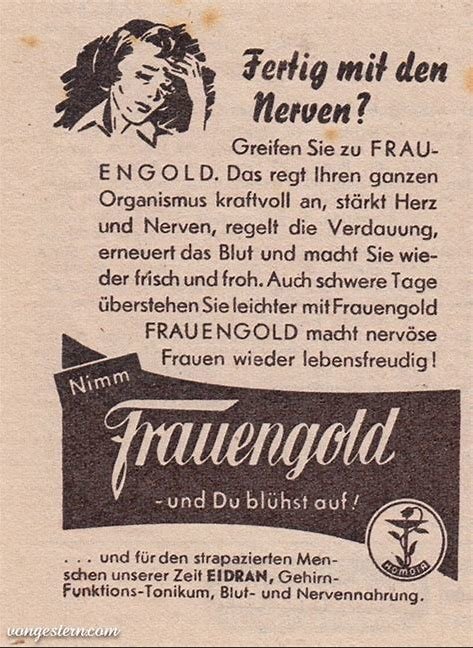 Fertig mit den
Nerven?
Greifen Sie zu FRAU-
ENGOLD. Das regt Ihren ganzen
Organismus kraftvoll an, stärkt Herz
und Nerven, regelt die Verdauung,
erneuert das Blut und macht Sie wie-
der frisch und froh. Auch schwere Tage
überstehen Sie leichter mit Frauengold
FRAUENGOLD macht nervöse
Frauen wieder lebensfreudig!
Nimm
Frauengold
-und Du blühst auf!
HOMOIA
... und für den strapazierten Men-
schen unserer Zeit EIDRAN, Gehirn-
Funktions-Tonikum, Blut- und Nervennahrung.
vongestern.com